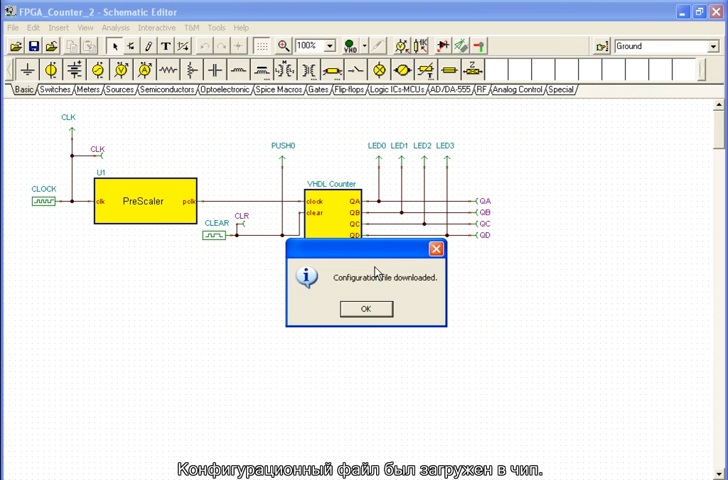 FPGA_Counter_2 - Schematic Editor
File Edit Insert View Analysis Interactive T&M Tools Help
100% Ground
Basic Switches Meters Sources Semiconductors Optoelectronic Spice Macros Gates Flip-flops Logic ICs-MCUs AD/DA-555 RF Analog Control Special
CLK
CLK
PUSH0
LED0 LED1 LED2 LED3
U1
VHDL Counter
CLOCK
clk PreScaler pclk
clock QA QA
CLR
clear QB QB
CLEAR
QC QC
QD QD
Configuration file downloaded.
OK
Конфигурационный файл был загружен в чип.